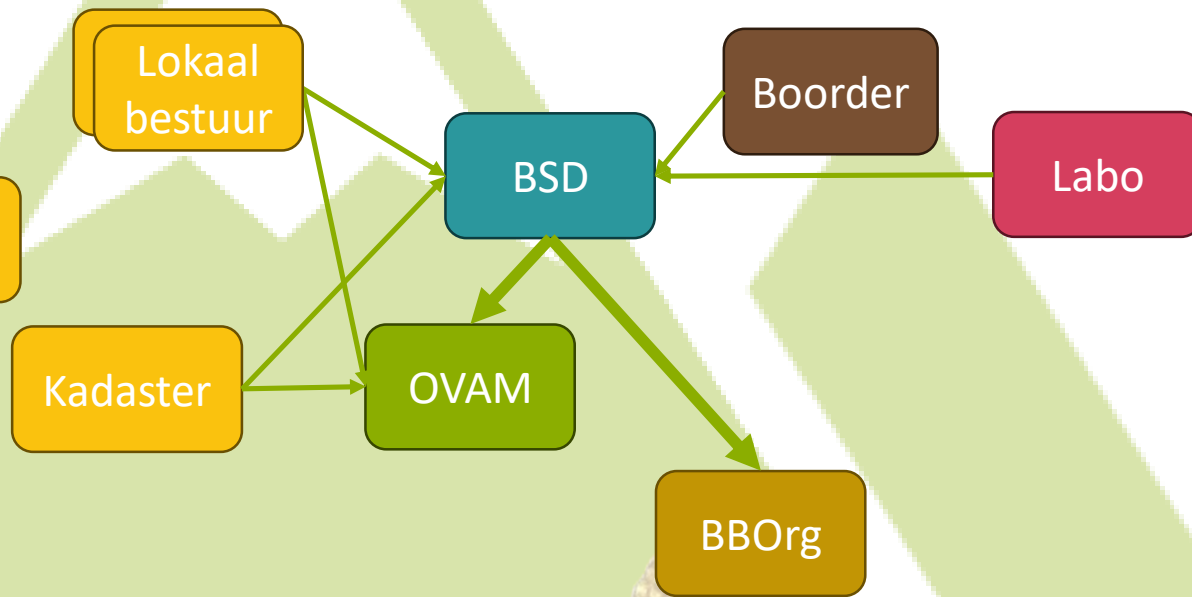 Lokaal
bestuur
Boorder
BSD
Labo
Kadaster
OVAM
BBOrg